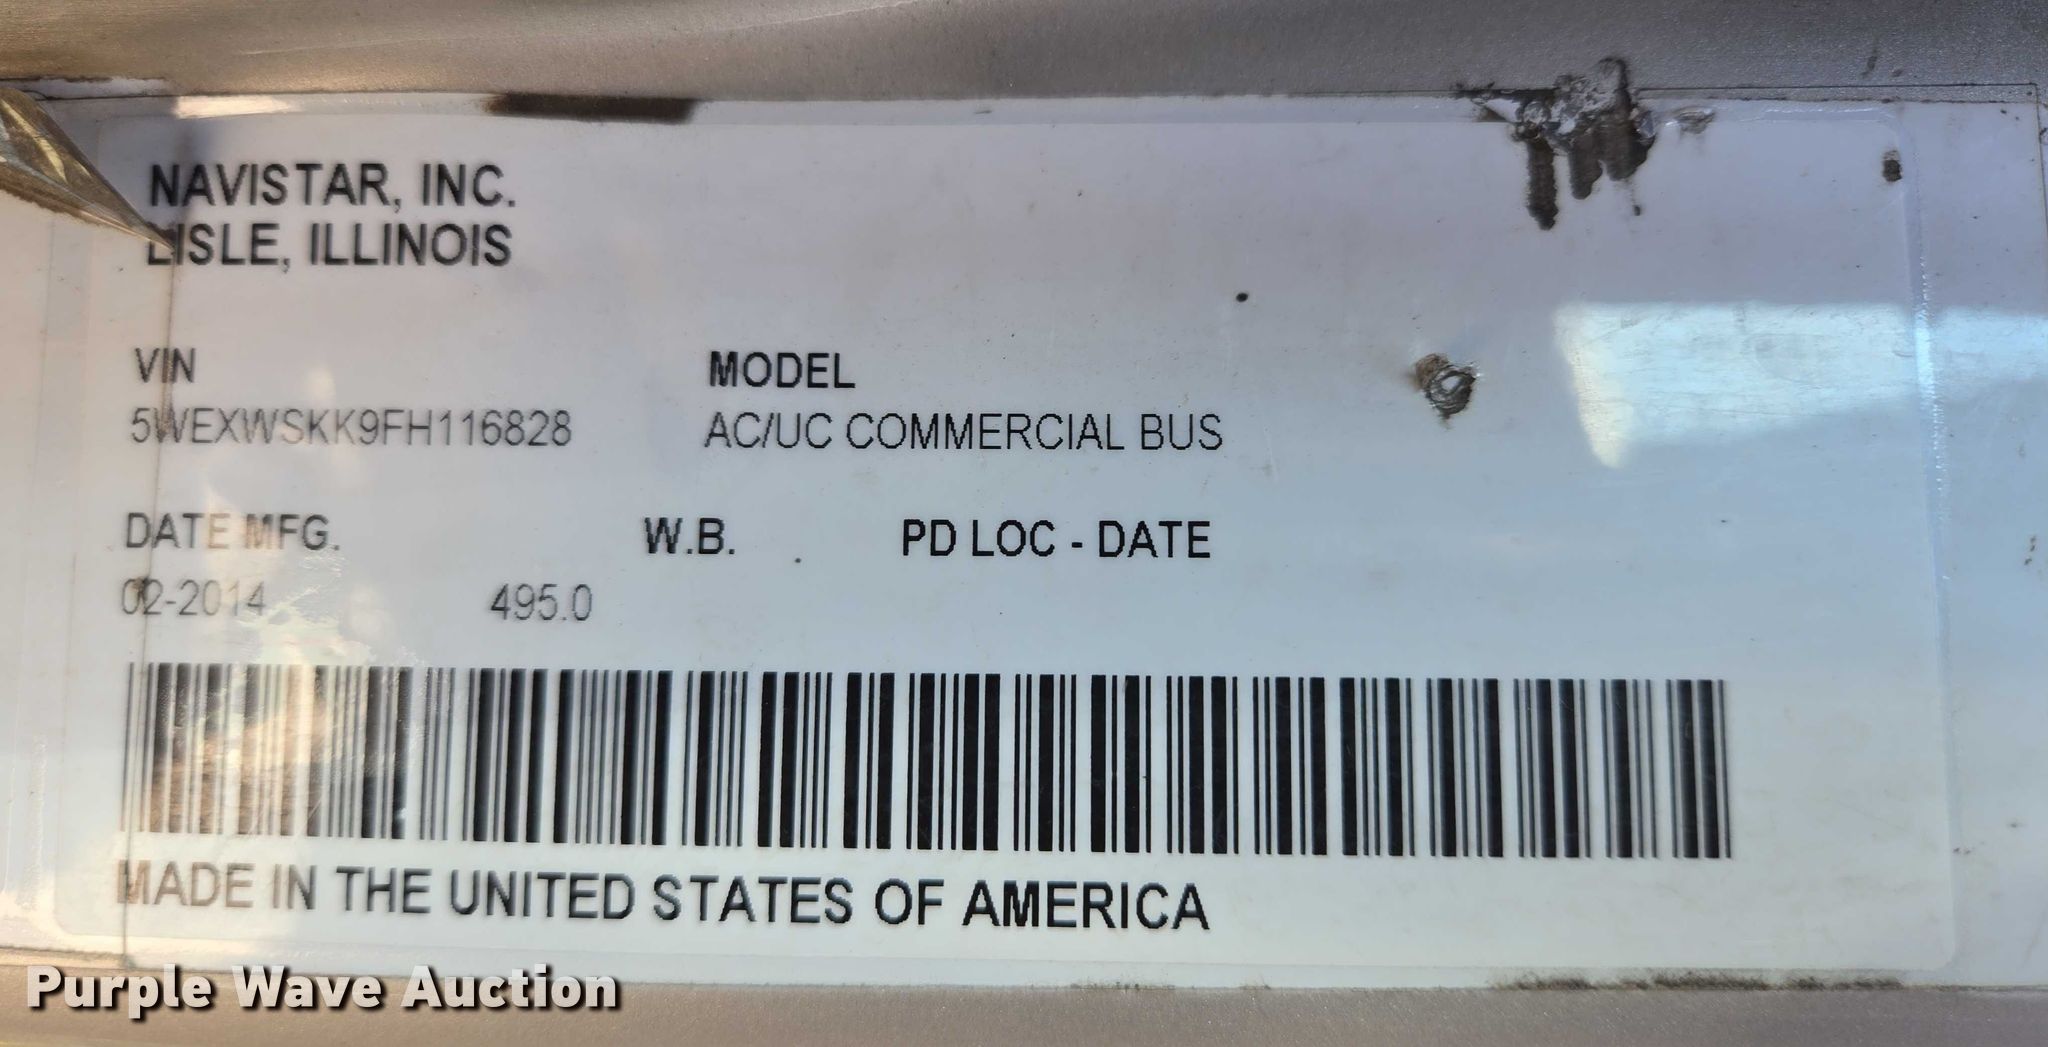 NAVISTAR, INC.
LISLE, ILLINOIS
VIN MODEL
5WEXWSKK9FH116828 AC/UC COMMERCIAL BUS
DATE MFG. W.B. PD LOC - DATE
02-2014 495.0
MADE IN THE UNITED STATES OF AMERICA
Purple Wave Auction